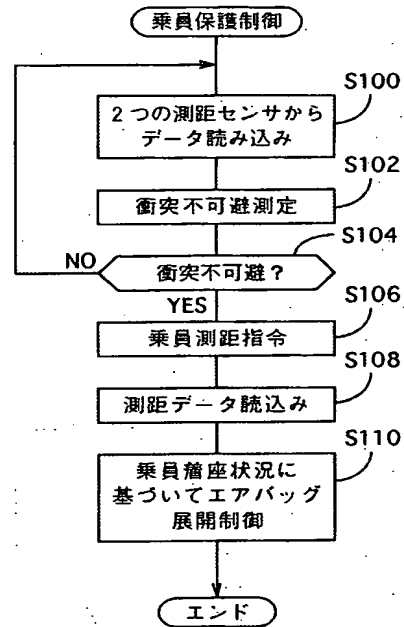 乗員保護制御
S100
2つの測距センサから
データ読み込み
S102
衝突不可避測定
S104
NO
衝突不可避?
YES
S106
乗員測距指令
S108
測距データ読込み
S110
乗員着座状況に
基づいてエアバッグ
展開制御
エンド